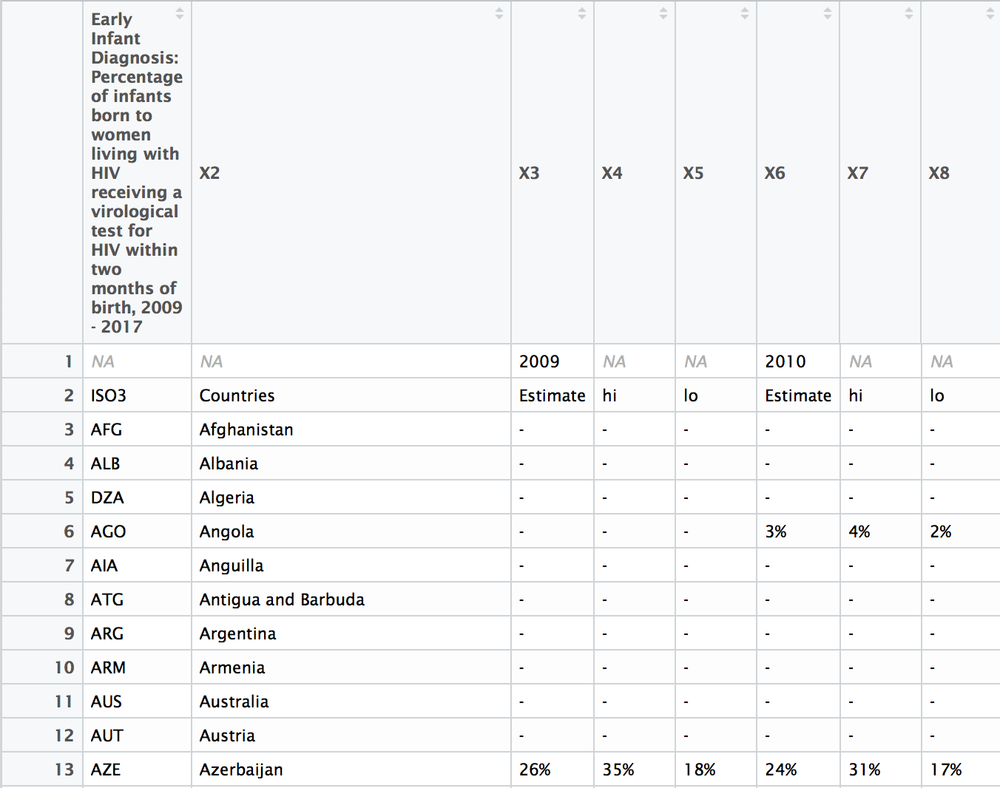 Early
Infant
Diagnosis:
Percentage
of infants
born to
women
living with
HIV
receiving a
virological
test for
HIV within
two
months of
birth, 2009
- 2017
X2 X3 X4 X5 X6 X7 X8
1 NA NA 2009 NA NA 2010 NA NA
2 ISO3 Countries Estimate hi lo Estimate hi lo
3 AFG Afghanistan - - - - - -
4 ALB Albania - - - - - -
5 DZA Algeria - - - - - -
6 AGO Angola - - - 3% 4% 2%
7 AIA Anguilla - - - - - -
8 ATG Antigua and Barbuda - - - - - -
9 ARG Argentina - - - - - -
10 ARM Armenia - - - - - -
11 AUS Australia - - - - - -
12 AUT Austria - - - - - -
13 AZE Azerbaijan 26% 35% 18% 24% 31% 17%